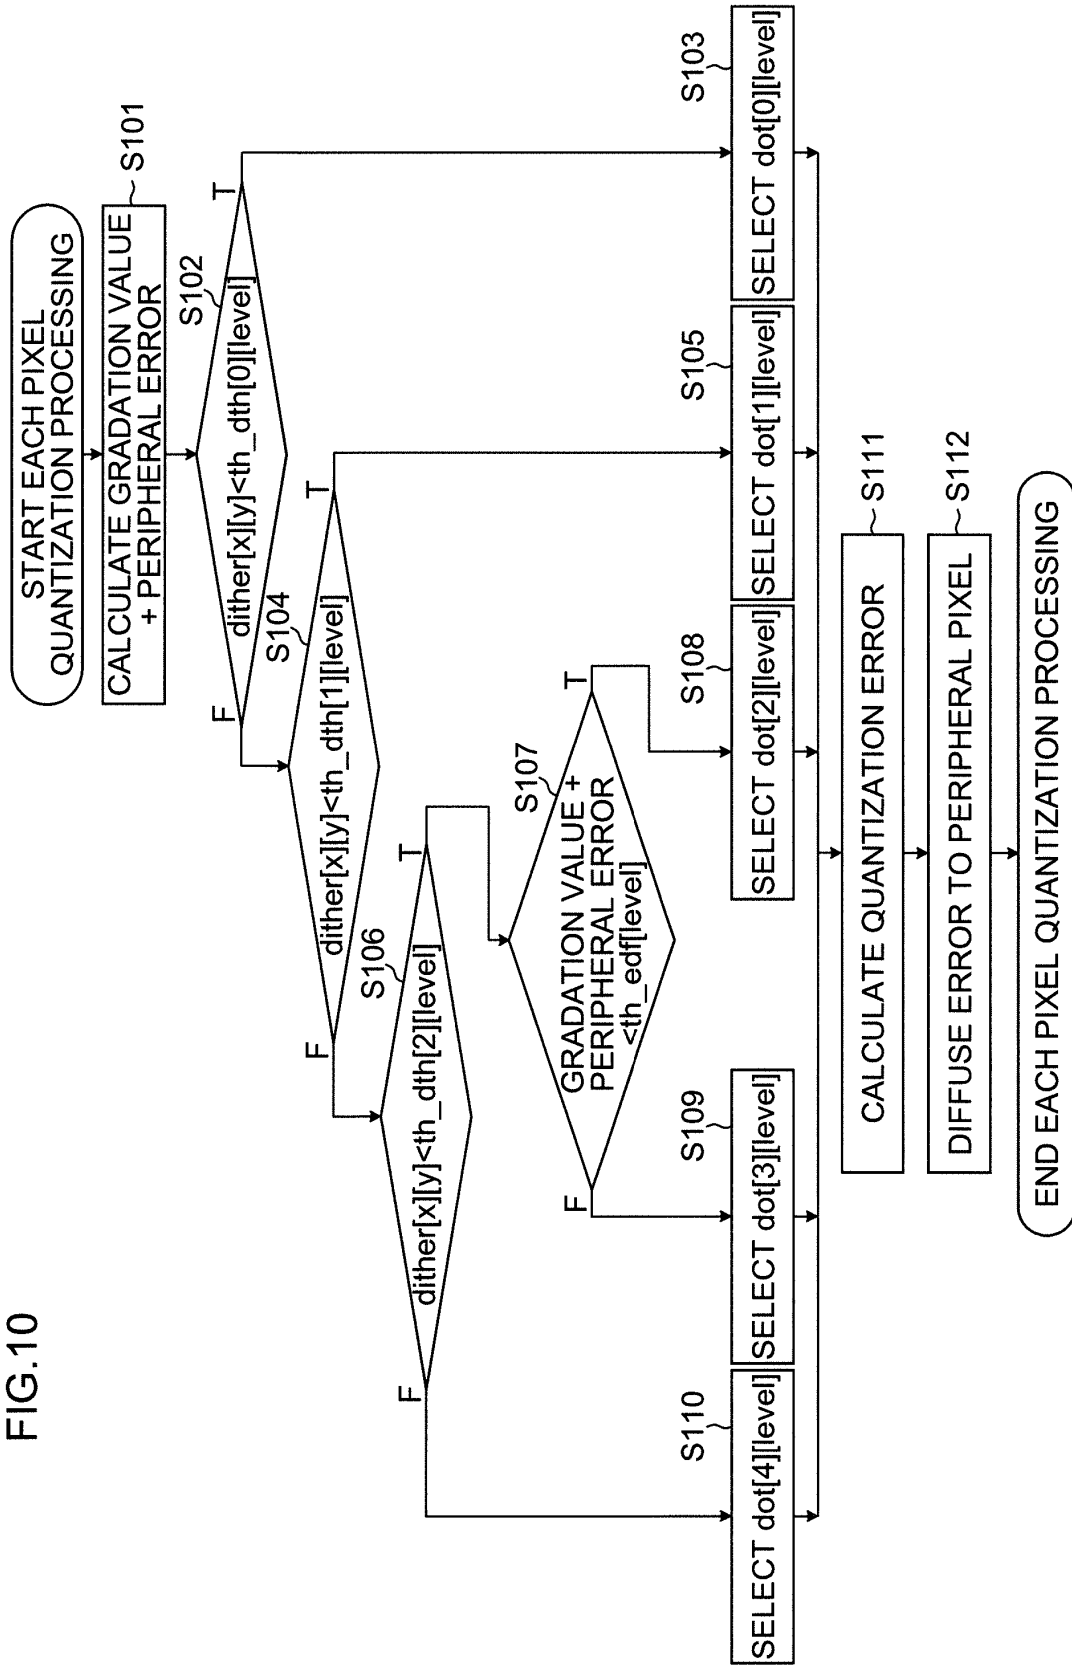 FIG.10
START EACH PIXEL
QUANTIZATION PROCESSING
CALCULATE GRADATION VALUE
+ PERIPHERAL ERROR
S101
S102
dither[x][y]<th_dth[0][level]
F
T
S104
dither[x][y]<th_dth[1][level]
F
T
S106
dither[x][y]<th_dth[2][level]
F
T
S107
GRADATION VALUE +
PERIPHERAL ERROR
<th_edf[level]
F
T
S110
SELECT dot[4][level]
S109
SELECT dot[3][level]
S108
SELECT dot[2][level]
S105
SELECT dot[1][level]
S103
SELECT dot[0][level]
CALCULATE QUANTIZATION ERROR
S111
DIFFUSE ERROR TO PERIPHERAL PIXEL
S112
END EACH PIXEL QUANTIZATION PROCESSING